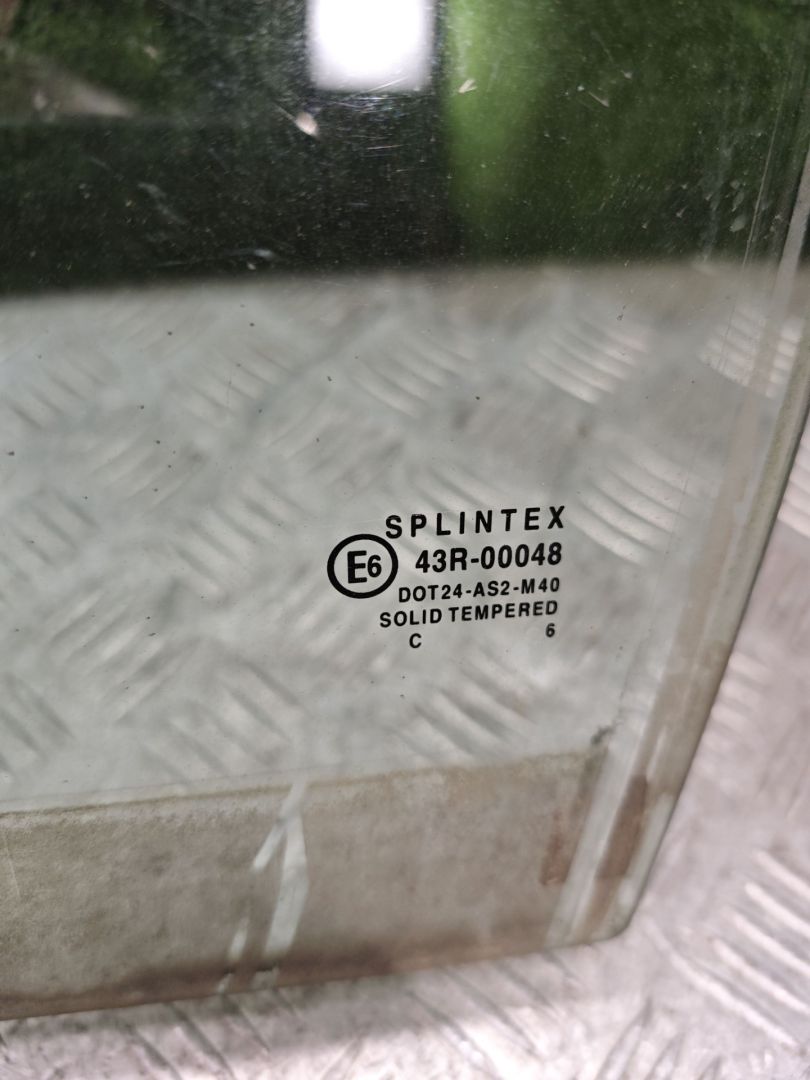 SPLINTEX
E6 43R-00048
DOT24-AS2-M40
SOLID TEMPERED
C 6